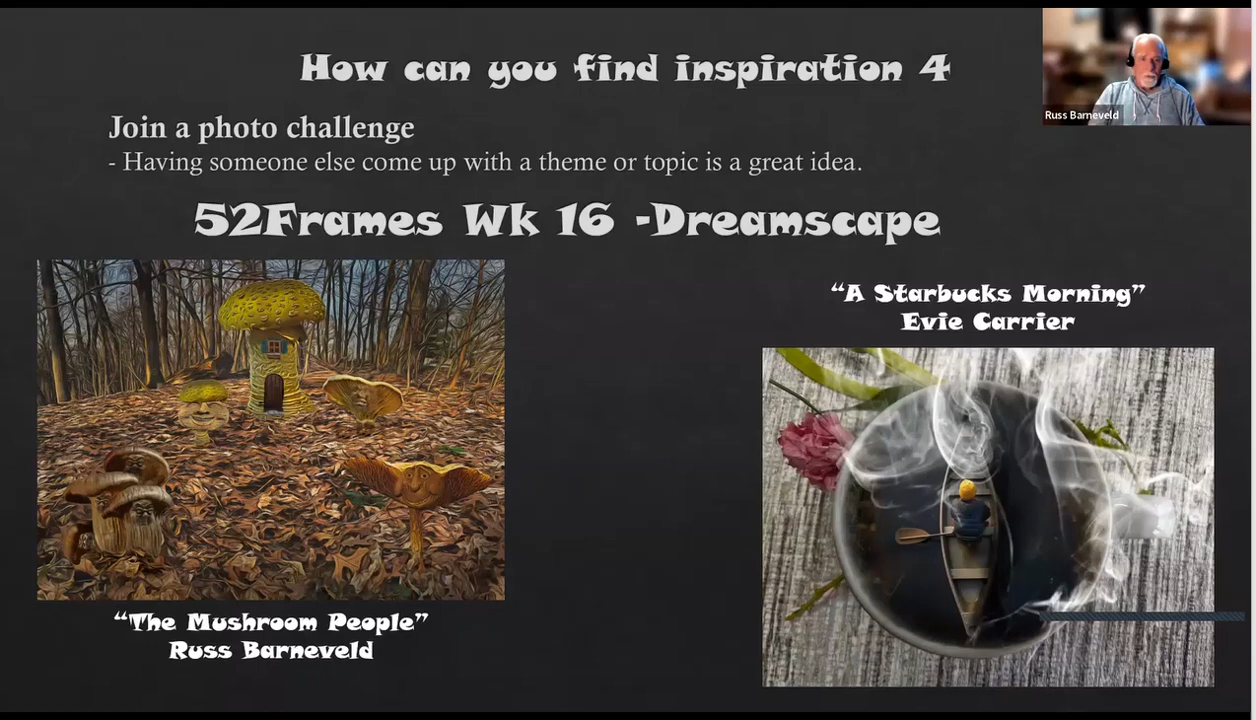 How can you find inspiration 4
Russ Barneveld
Join a photo challenge
- Having someone else come up with a theme or topic is a great idea.
52Frames Wk 16 -Dreamscape
“A Starbucks Morning”
Evie Carrier
“The Mushroom People”
Russ Barneveld